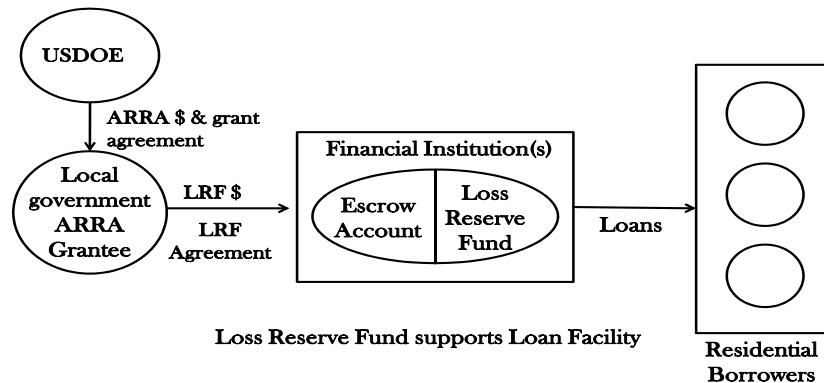 USDOE
ARRA $ & grant
agreement
Local
government
ARRA
Grantee
LRF $
LRF
Agreement
Financial Institution(s)
Escrow
Account
Loss
Reserve
Fund
Loans
Loss Reserve Fund supports Loan Facility
Residential
Borrowers